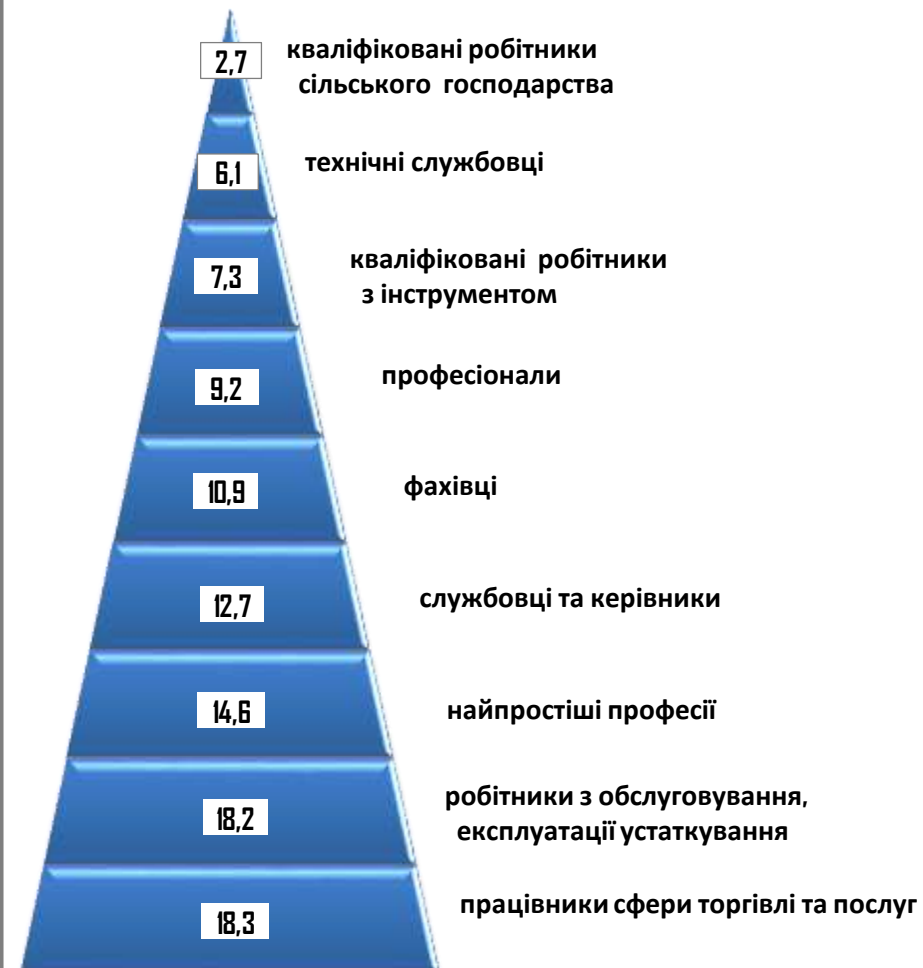 2,7
кваліфіковані робітники
сільського господарства
6,1
технічні службовці
7,3
кваліфіковані робітники
з інструментом
9,2
професіонали
10,9
фахівці
12,7
службовці та керівники
14,6
найпростіші професії
18,2
робітники з обслуговування,
експлуатації устаткування
18,3
працівники сфери торгівлі та послуг